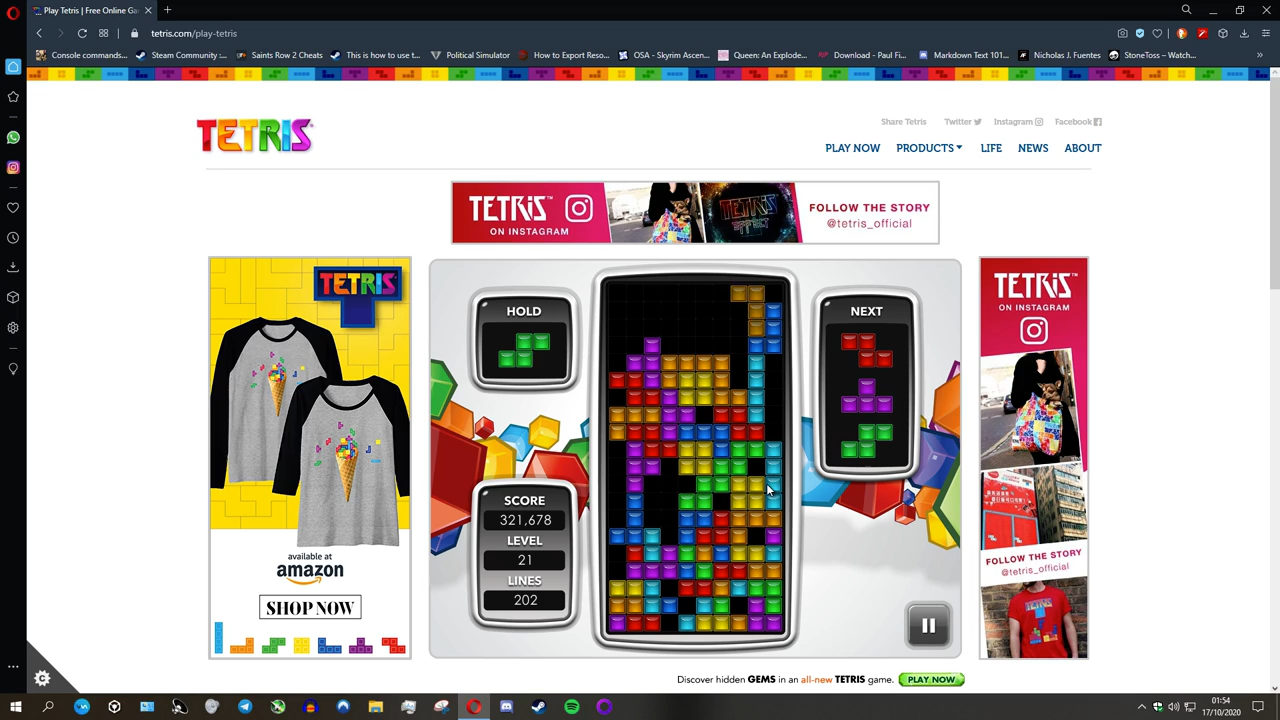 Play Tetris | Free Online Ga
tetris.com/play-tetris
Console commands...
Steam Community :...
Saints Row 2 Cheats
This is how to use t...
Political Simulator
How to Export Reso...
OSA - Skyrim Ascen...
Queen: An Explode...
Download - Paul Fi...
Markdown Text 101...
Nicholas J. Fuentes
StoneToss — Watch...
TETRIS
Share Tetris Twitter Instagram Facebook
PLAY NOW PRODUCTS LIFE NEWS ABOUT
TETRIS
ON INSTAGRAM
TETRIS
EFFECT
FOLLOW THE STORY
@tetris_official
TETRIS
available at
amazon
SHOP NOW
HOLD
SCORE
321,678
LEVEL
21
LINES
202
NEXT
TETRIS™
ON INSTAGRAM
FOLLOW THE STORY
@tetris_official
TETRIS
Discover hidden GEMS in an all-new TETRIS game. PLAY NOW
01:54
17/10/2020